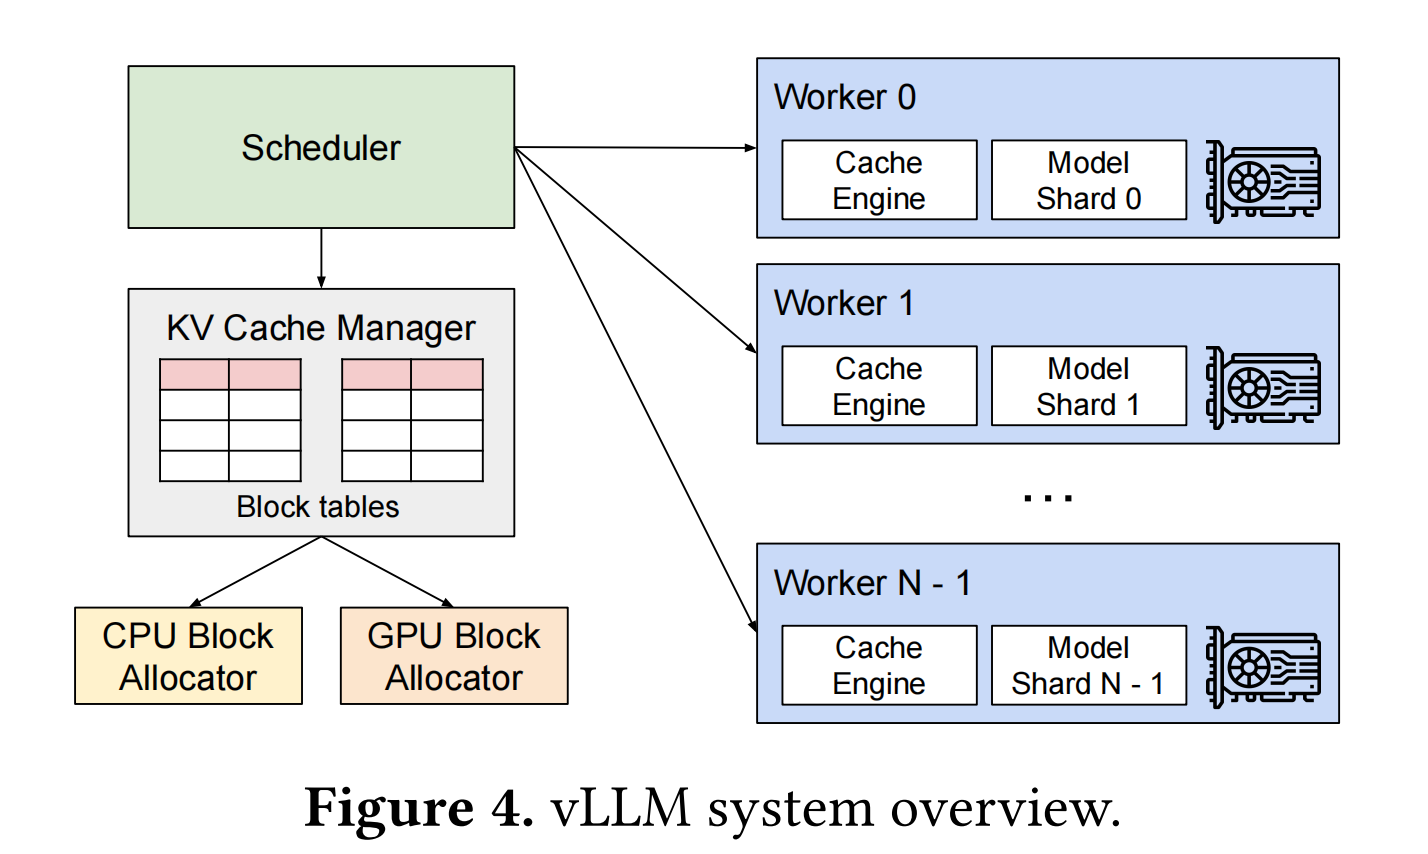 Scheduler
KV Cache Manager
Block tables
CPU Block
Allocator
GPU Block
Allocator
Worker 0
Cache
Engine
Model
Shard 0
Worker 1
Cache
Engine
Model
Shard 1
...
Worker N - 1
Cache
Engine
Model
Shard N - 1
Figure 4. vLLM system overview.